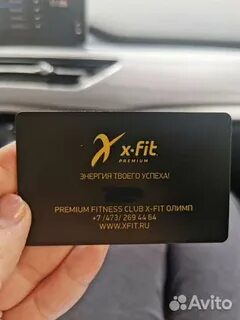 x-fit
PREMIUM
ЭНЕРГИЯ ТВОЕГО УСПЕХА!
PREMIUM FITNESS CLUB X-FIT ОЛИМП
+7 /473/ 269 44 64
WWW.XFIT.RU
Avito